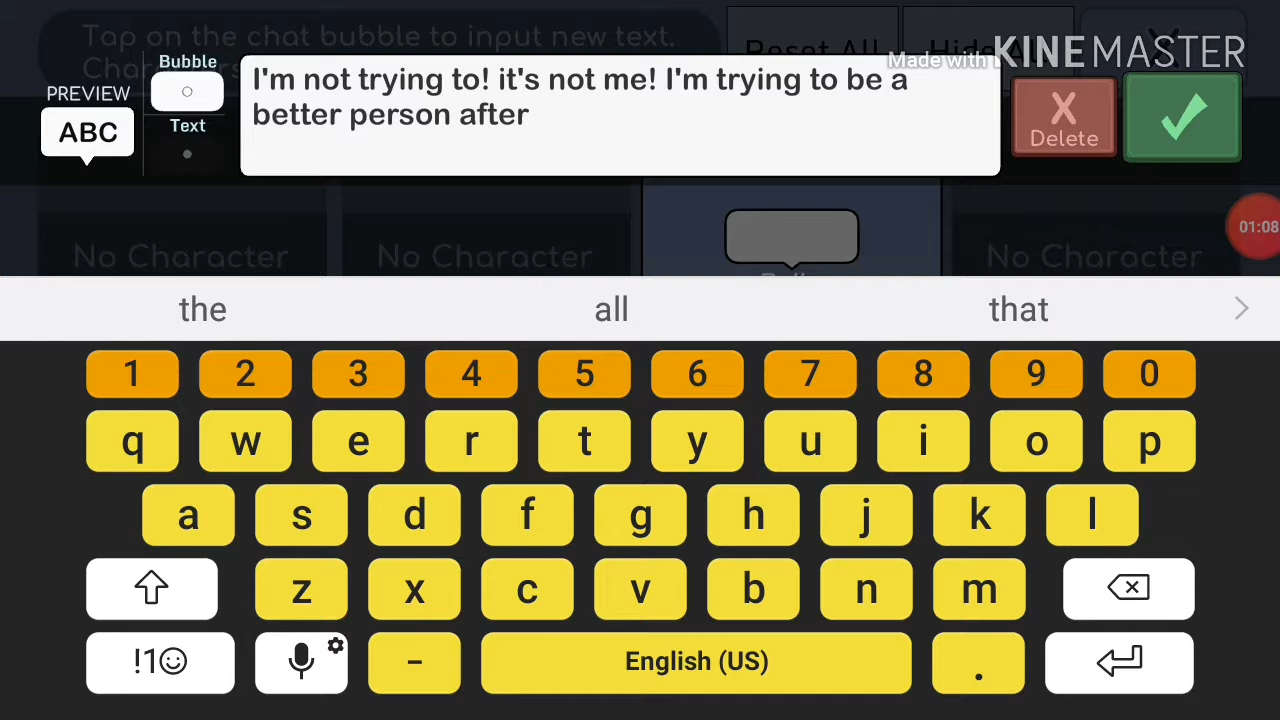 Tap on the chat bubble to input new text.
Reset All
Made with KINEMASTER
Bubble
PREVIEW
ABC
Text
I'm not trying to! it's not me! I'm trying to be a
better person after
X
Delete
01:08
No Character
No Character
No Character
the
all
that
1 2 3 4 5 6 7 8 9 0
q w e r t y u i o p
a s d f g h j k l
z x c v b n m
!1☺
-
English (US)
.